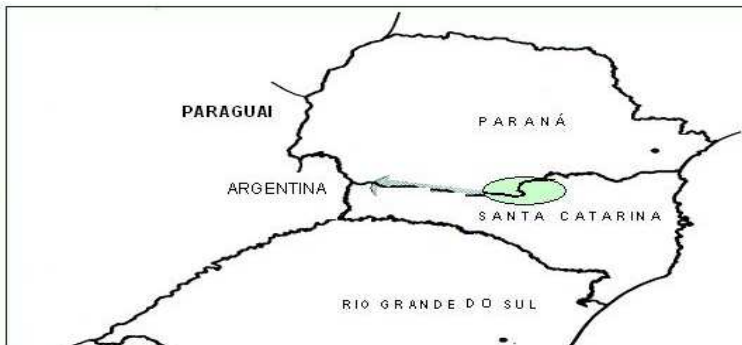 PARAGUAI
PARANÁ
ARGENTINA
SANTA CATARINA
RIO GRANDE DO SUL